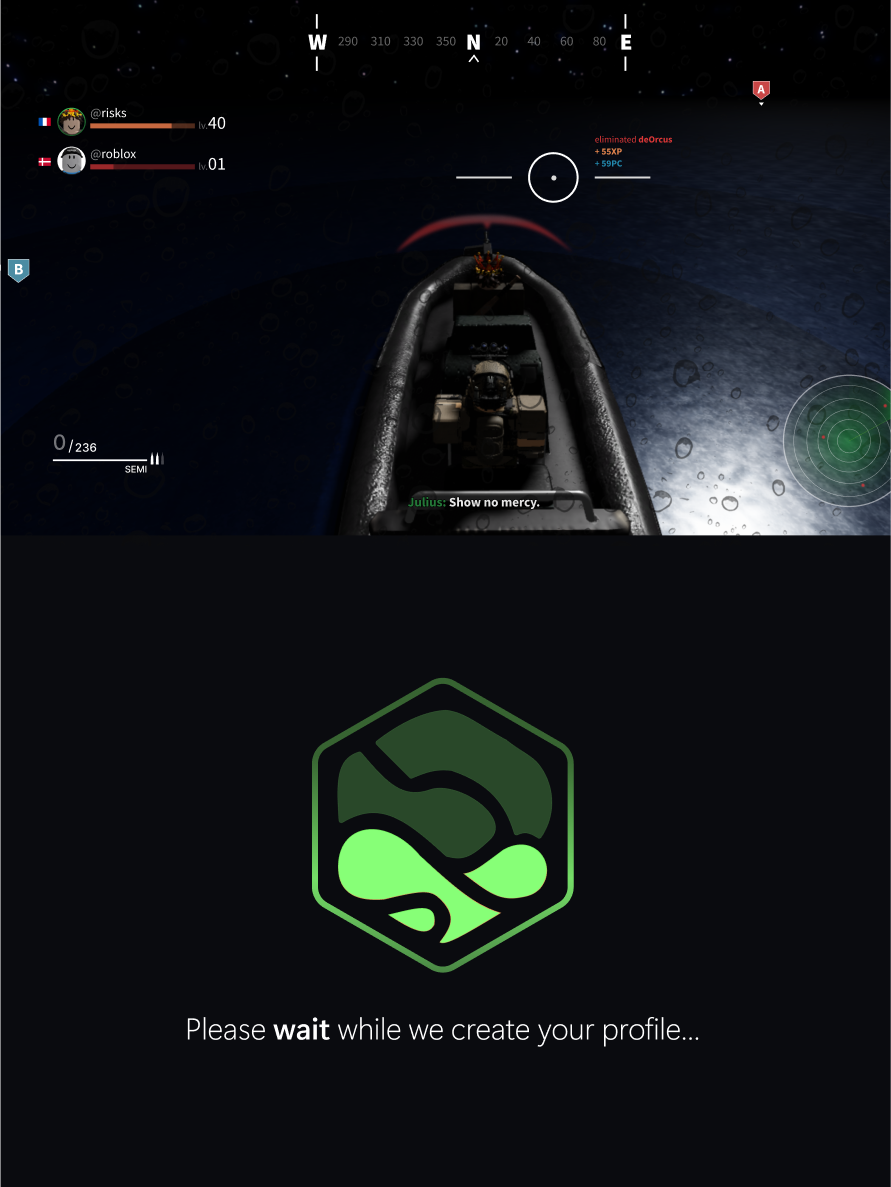 W 290 310 330 350 N 20 40 60 80 E
A
@risks
lv.40
@roblox
lv.01
eliminated deOrcus
+ 55XP
+ 59PC
B
0/236
SEMI
Julius: Show no mercy.
Please wait while we create your profile...